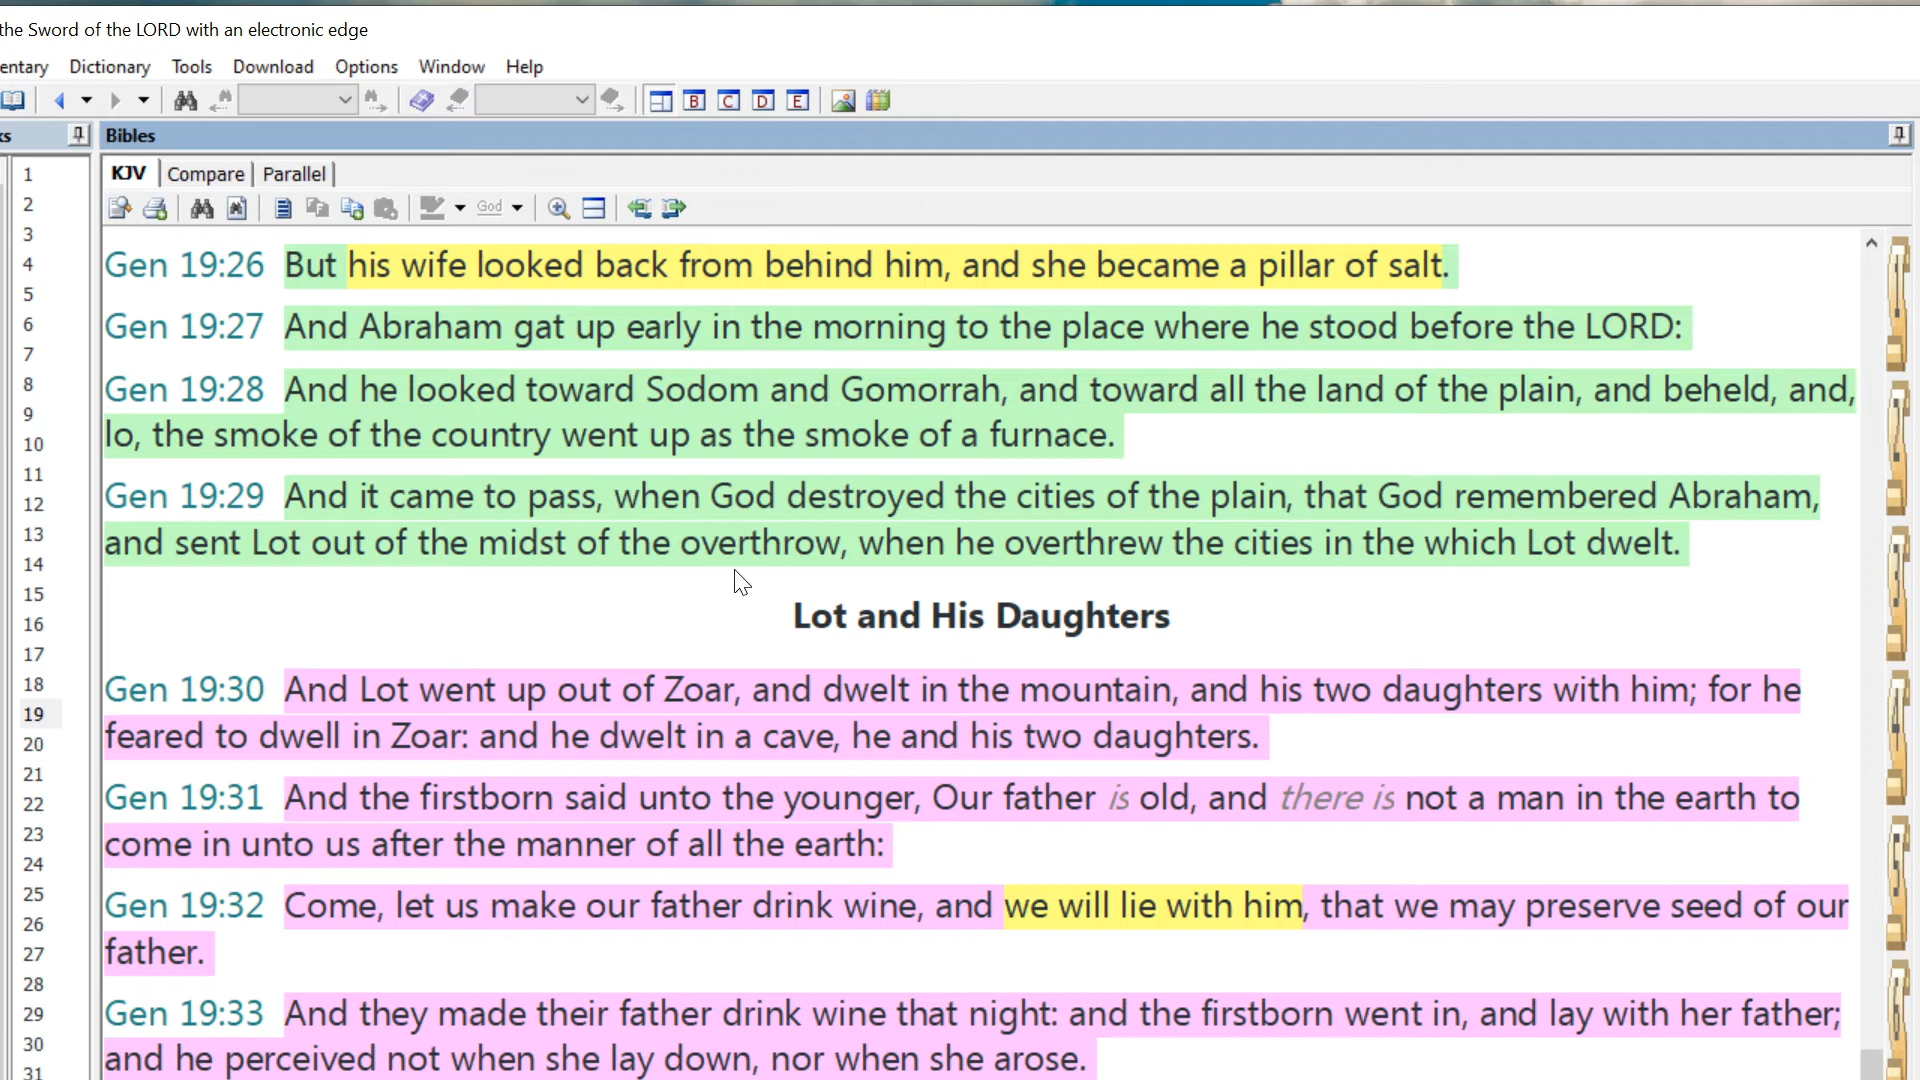 the Sword of the LORD with an electronic edge
entary Dictionary Tools Download Options Window Help
B C D E
ks Bibles
KJV Compare Parallel
God
1
2
3
4
5
6
7
8
9
10
11
12
13
14
15
16
17
18
19
20
21
22
23
24
25
26
27
28
29
30
31
Gen 19:26 But his wife looked back from behind him, and she became a pillar of salt.
Gen 19:27 And Abraham gat up early in the morning to the place where he stood before the LORD:
Gen 19:28 And he looked toward Sodom and Gomorrah, and toward all the land of the plain, and beheld, and,
lo, the smoke of the country went up as the smoke of a furnace.
Gen 19:29 And it came to pass, when God destroyed the cities of the plain, that God remembered Abraham,
and sent Lot out of the midst of the overthrow, when he overthrew the cities in the which Lot dwelt.
Lot and His Daughters
Gen 19:30 And Lot went up out of Zoar, and dwelt in the mountain, and his two daughters with him; for he
feared to dwell in Zoar: and he dwelt in a cave, he and his two daughters.
Gen 19:31 And the firstborn said unto the younger, Our father is old, and there is not a man in the earth to
come in unto us after the manner of all the earth:
Gen 19:32 Come, let us make our father drink wine, and we will lie with him, that we may preserve seed of our
father.
Gen 19:33 And they made their father drink wine that night: and the firstborn went in, and lay with her father;
and he perceived not when she lay down, nor when she arose.